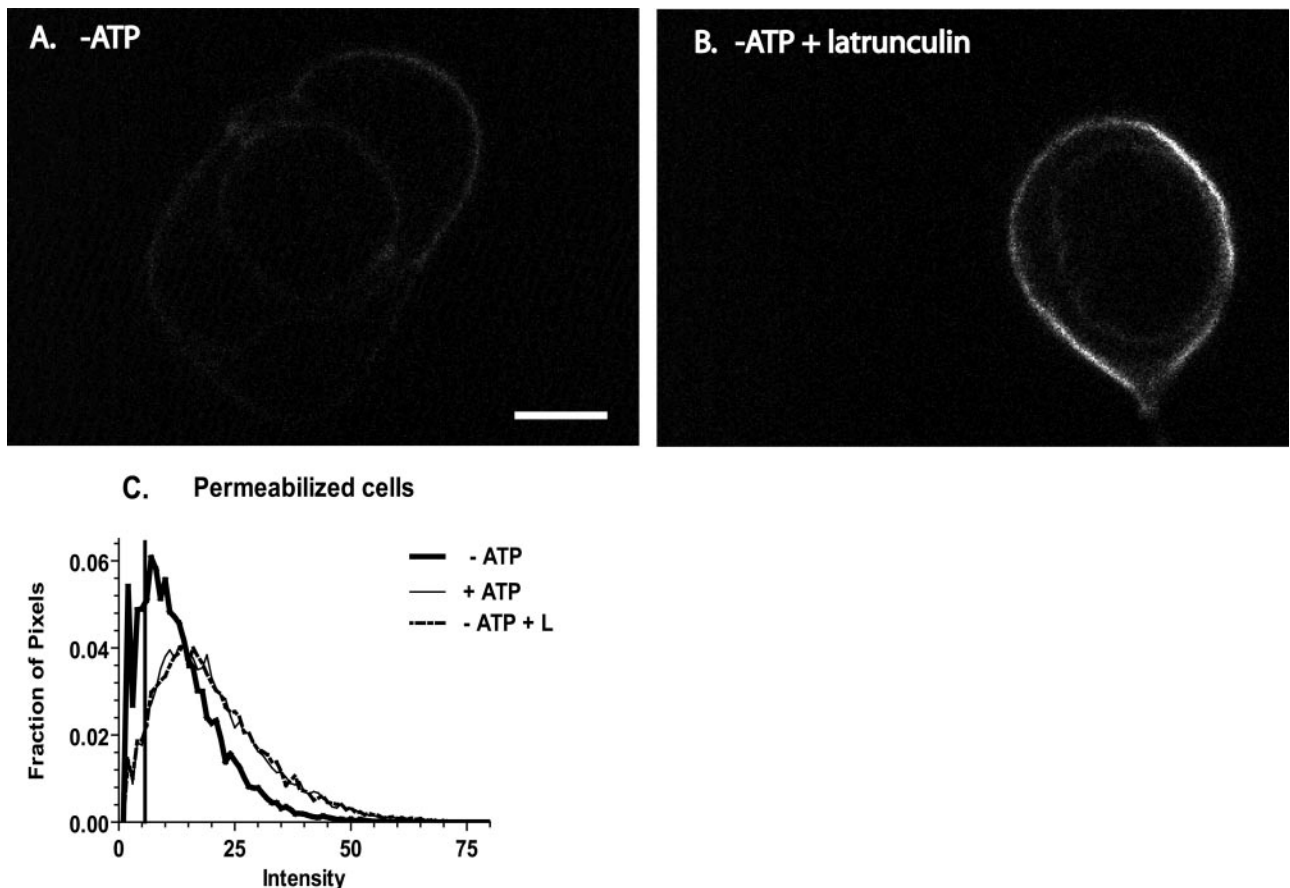 A. -ATP
B. -ATP + latrunculin
C. Permeabilized cells
- ATP
+ ATP
- ATP + L
0.06
0.04
0.02
0.00
Fraction of Pixels
0 25 50 75
Intensity